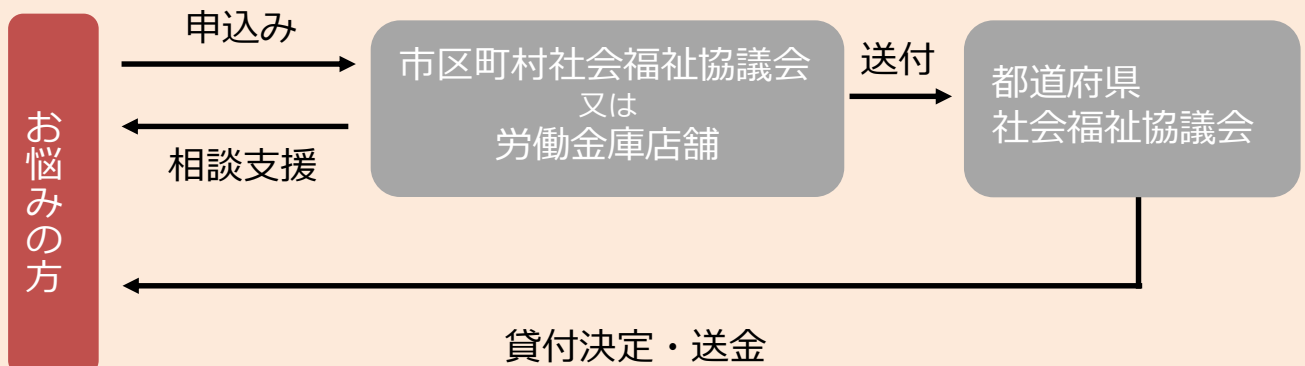 お悩みの方
申込み
相談支援
市区町村社会福祉協議会
又は
労働金庫店舗
送付
都道府県
社会福祉協議会
貸付決定・送金